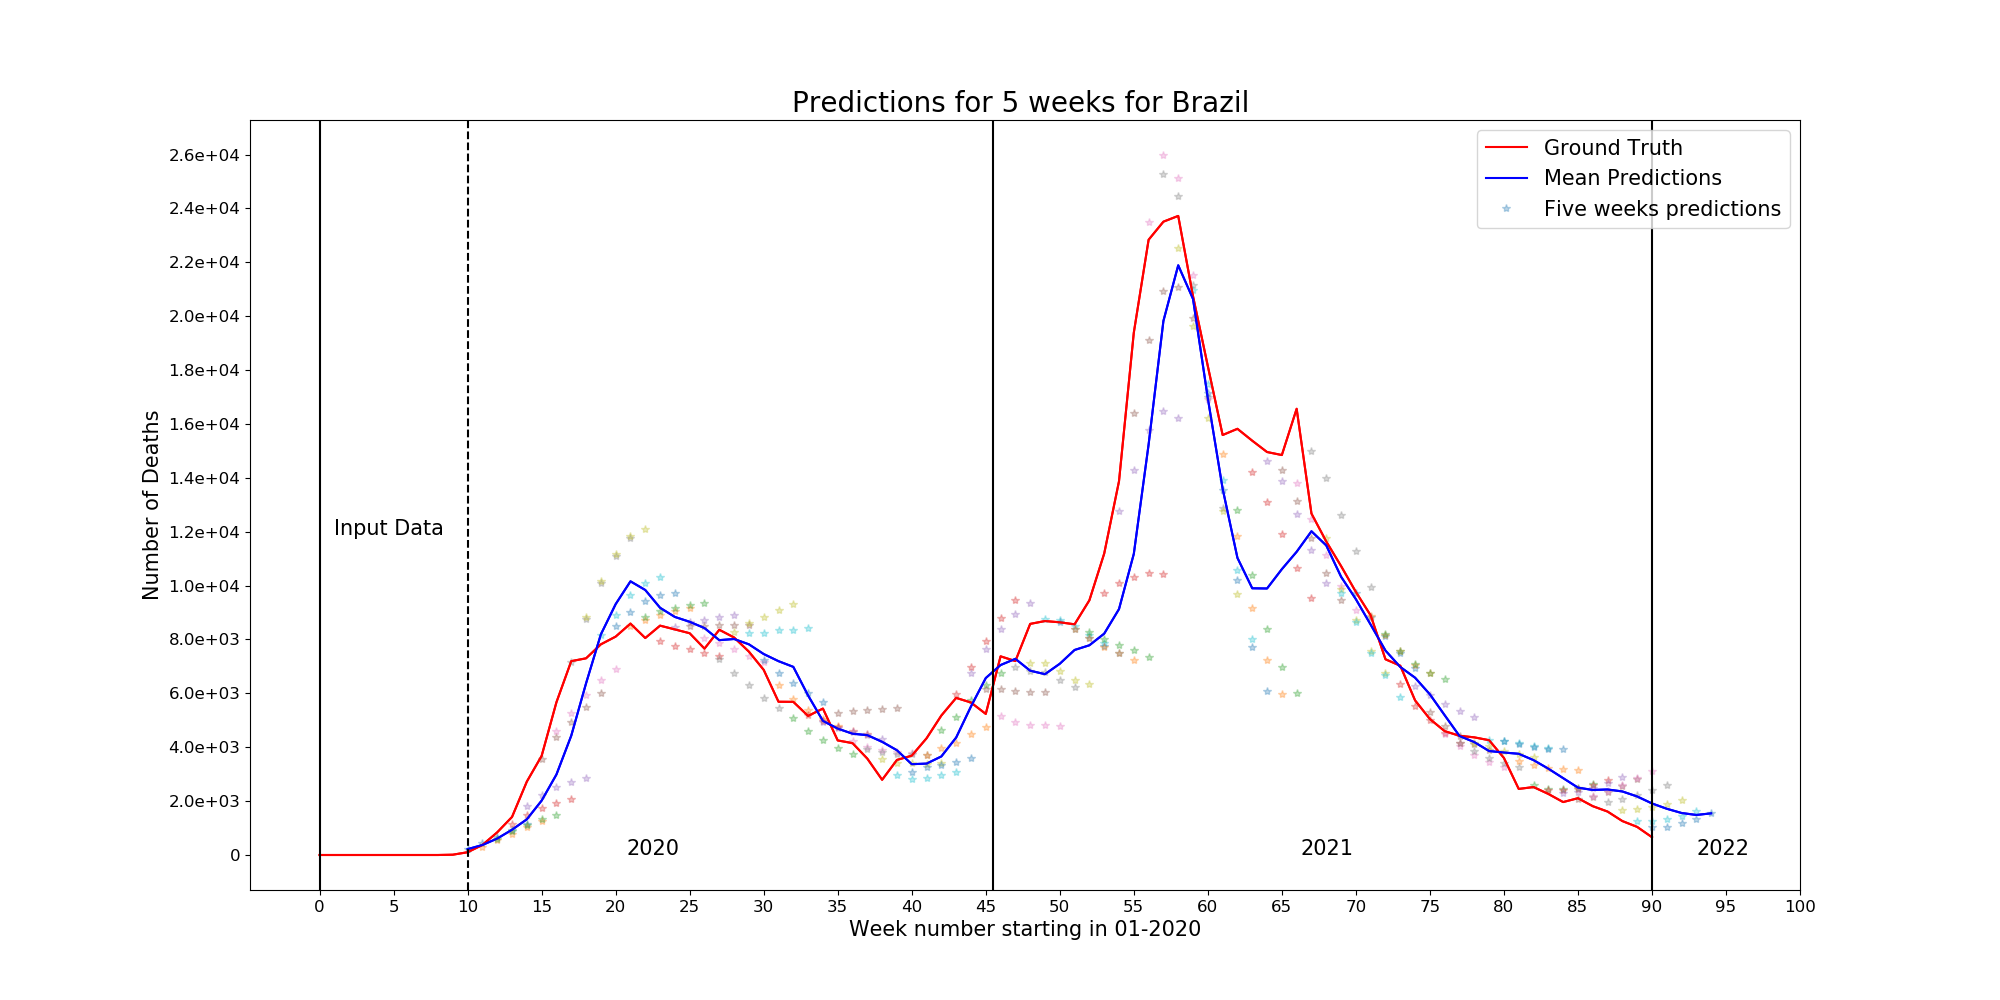 Predictions for 5 weeks for Brazil
2.6e+04
2.4e+04
2.2e+04
2.0e+04
1.8e+04
1.6e+04
1.4e+04
1.2e+04
1.0e+04
8.0e+03
6.0e+03
4.0e+03
2.0e+03
0
Number of Deaths
Ground Truth
Mean Predictions
Five weeks predictions
Input Data
2020
2021
2022
0 5 10 15 20 25 30 35 40 45 50 55 60 65 70 75 80 85 90 95 100
Week number starting in 01-2020